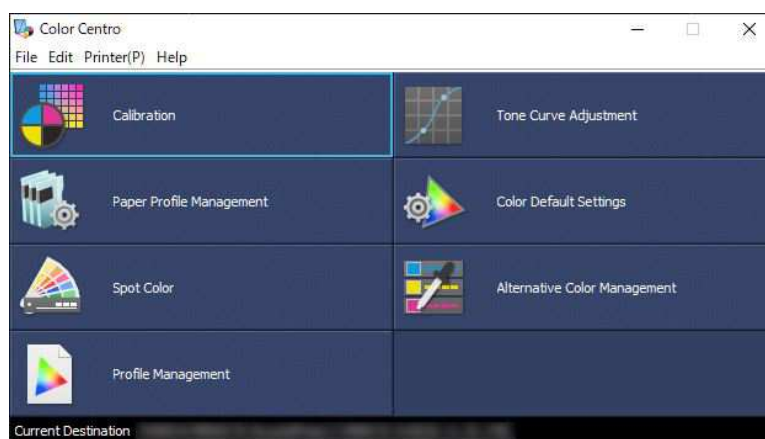 Color Centro
File Edit Printer(P) Help
Calibration
Tone Curve Adjustment
Paper Profile Management
Color Default Settings
Spot Color
Alternative Color Management
Profile Management
Current Destination